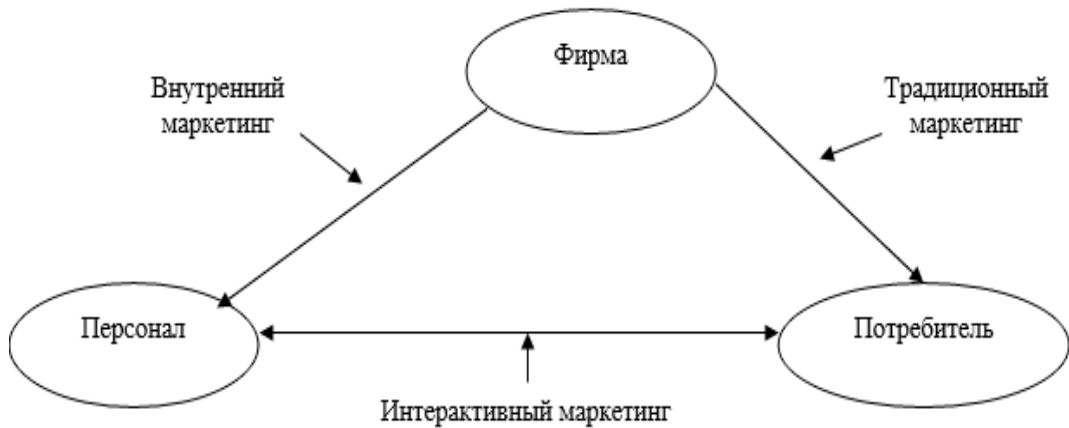 Фирма
Внутренний
маркетинг
Традиционный
маркетинг
Персонал
Потребитель
Интерактивный маркетинг